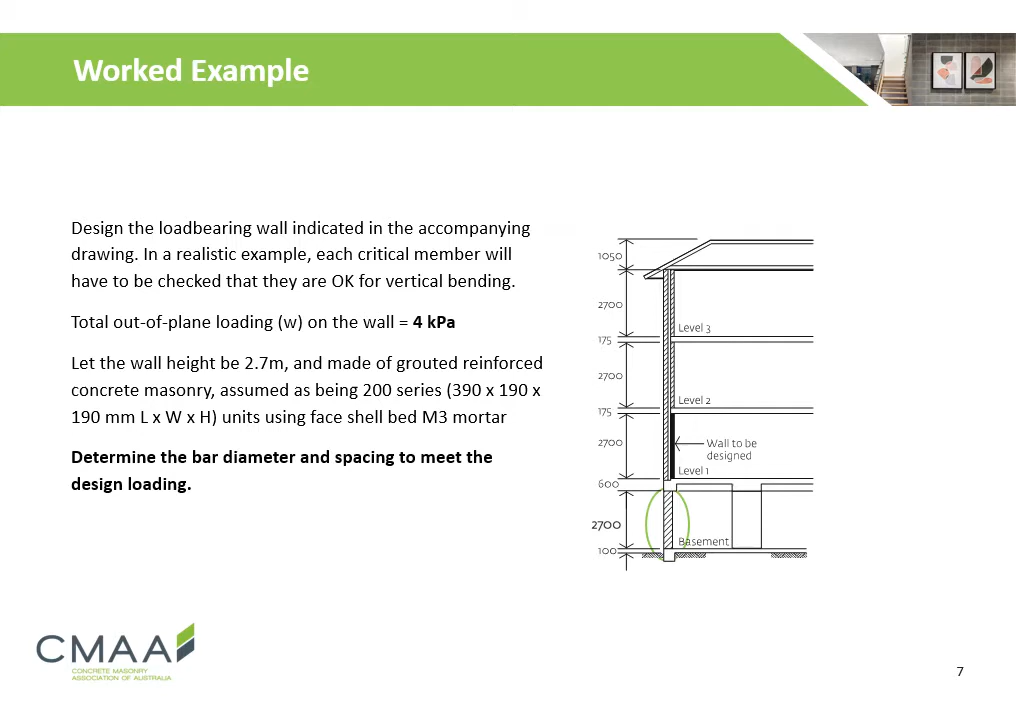 Worked Example
Design the loadbearing wall indicated in the accompanying
drawing. In a realistic example, each critical member will
have to be checked that they are OK for vertical bending.
Total out-of-plane loading (w) on the wall = 4 kPa
Let the wall height be 2.7m, and made of grouted reinforced
concrete masonry, assumed as being 200 series (390 x 190 x
190 mm L x W x H) units using face shell bed M3 mortar
Determine the bar diameter and spacing to meet the
design loading.
1050
2700
Level 3
175
2700
Level 2
175
2700
Wall to be
designed
Level 1
600
2700
Basement
100
CMAA
CONCRETE MASONRY
ASSOCIATION OF AUSTRALIA
7